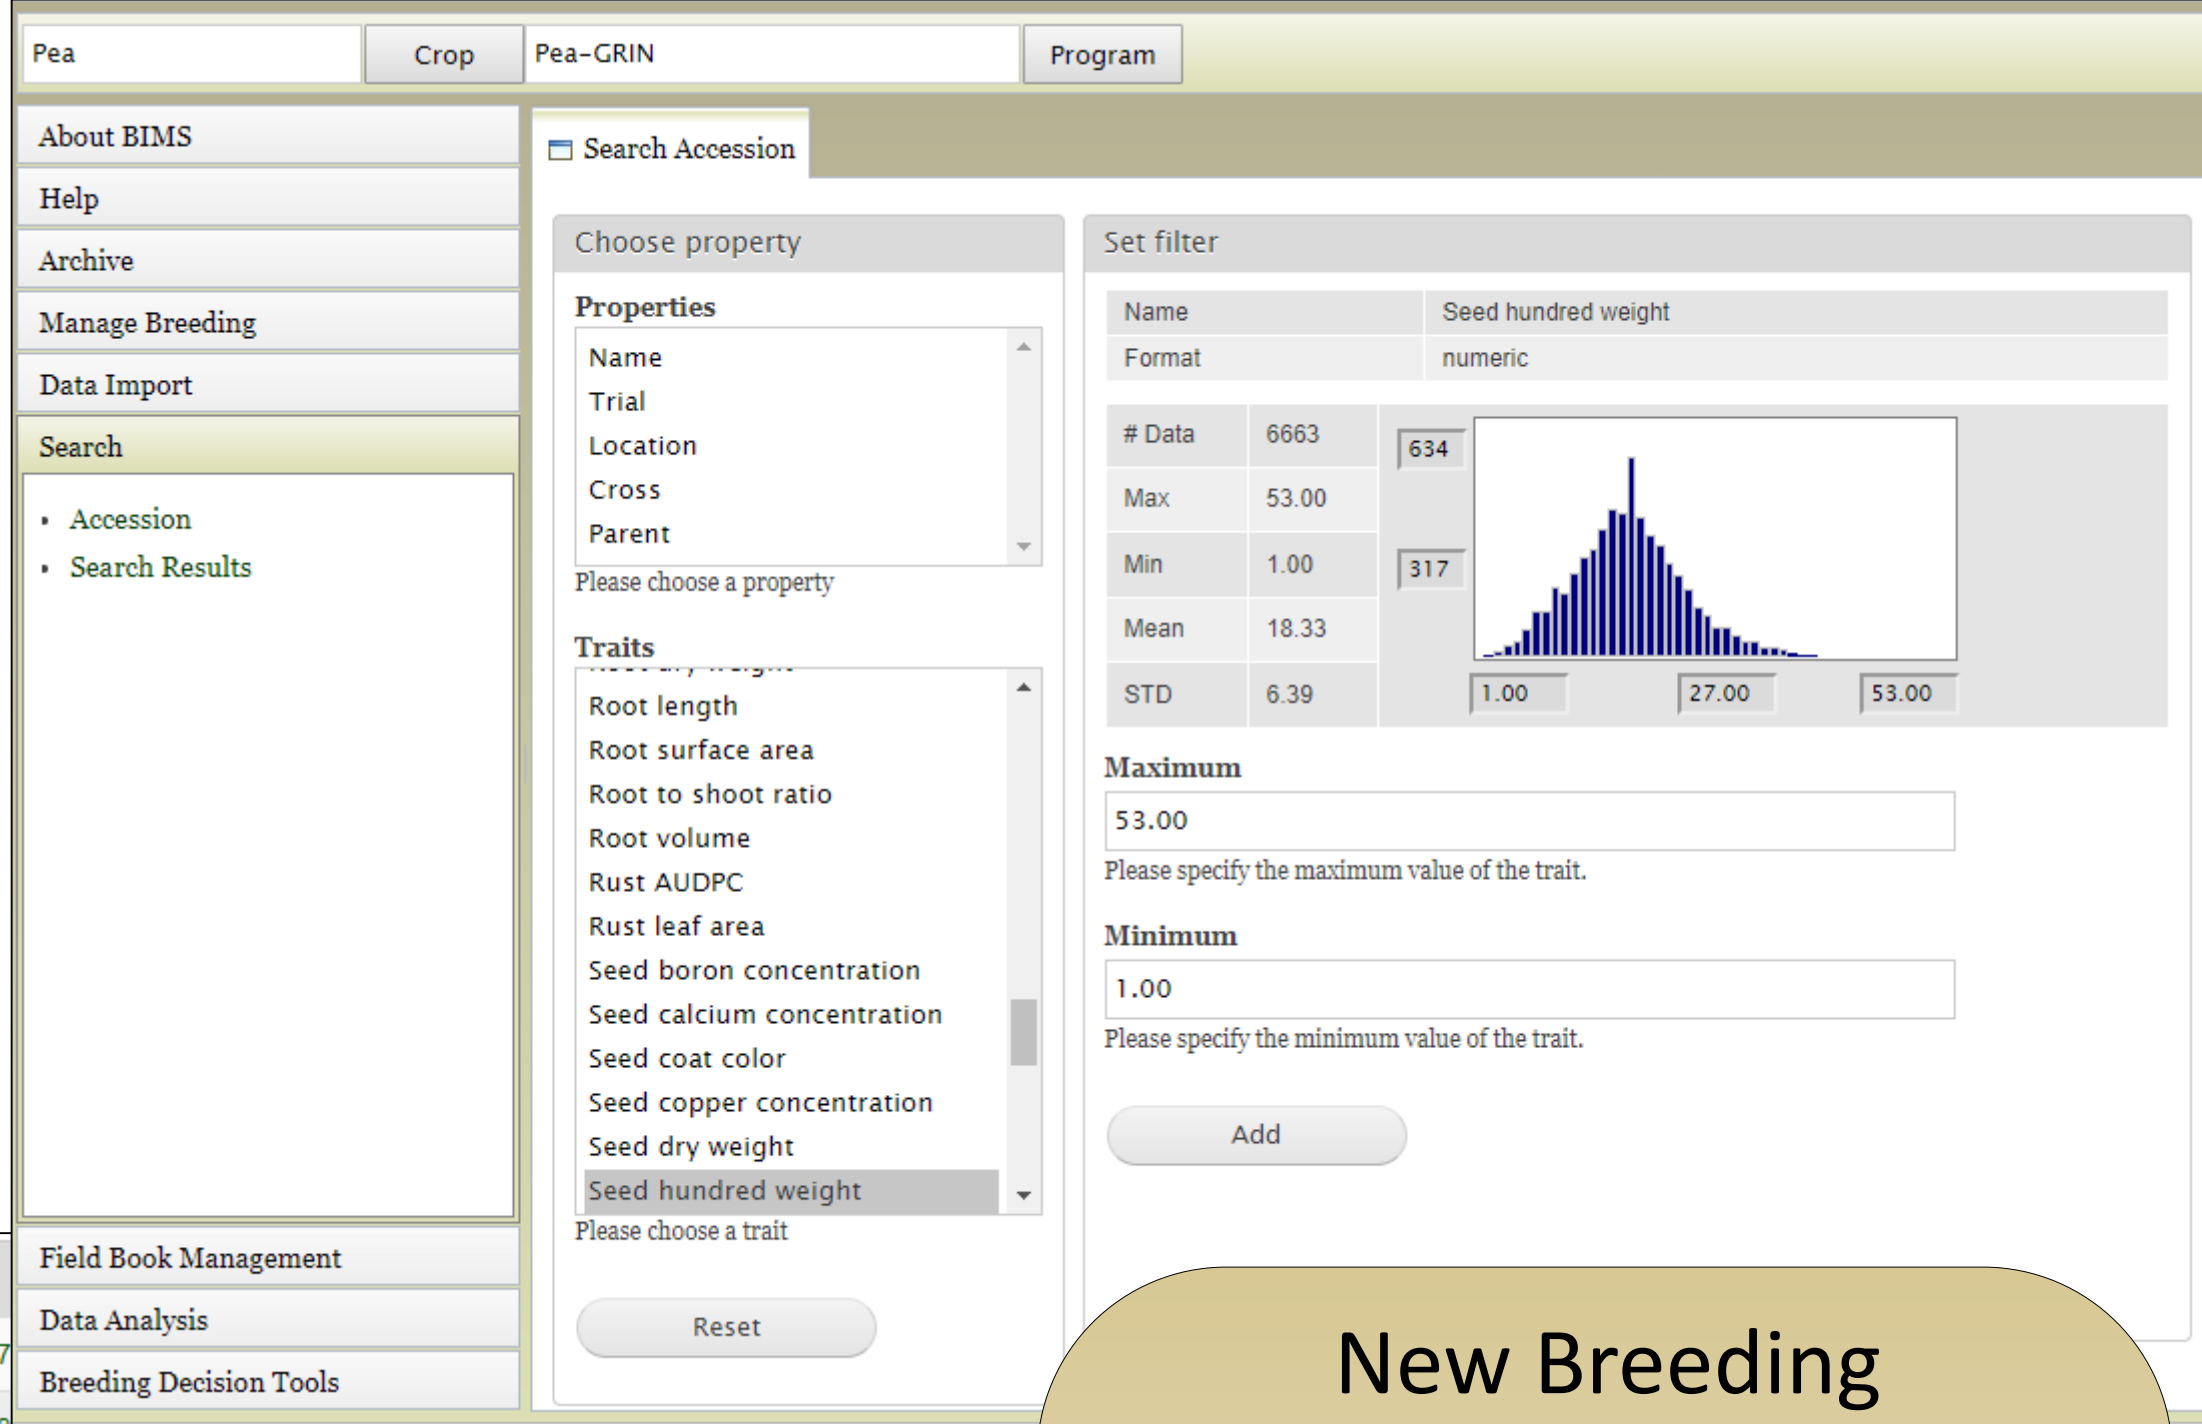 Pea
Crop
Pea-GRIN
Program
About BIMS
Help
Archive
Manage Breeding
Data Import
Search
Accession
Search Results
Field Book Management
Data Analysis
Breeding Decision Tools
Search Accession
Choose property
Properties
Name
Trial
Location
Cross
Parent
Please choose a property
Traits
Root length
Root surface area
Root to shoot ratio
Root volume
Rust AUDPC
Rust leaf area
Seed boron concentration
Seed calcium concentration
Seed coat color
Seed copper concentration
Seed dry weight
Seed hundred weight
Please choose a trait
Reset
Set filter
Name Seed hundred weight
Format numeric
# Data 6663
Max 53.00
Min 1.00
Mean 18.33
STD 6.39
634
317
1.00 27.00 53.00
Maximum
53.00
Please specify the maximum value of the trait.
Minimum
1.00
Please specify the minimum value of the trait.
Add
New Breeding